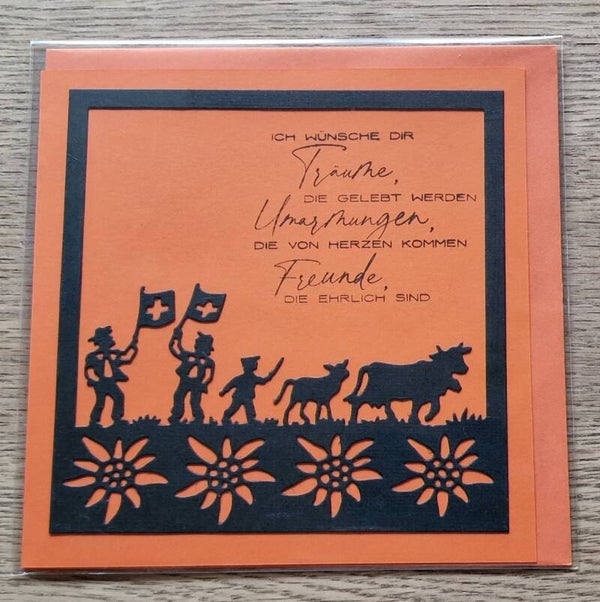 ICH WÜNSCHE DIR
Träume,
DIE GELEBT WERDEN
Umarmungen,
DIE VON HERZEN KOMMEN
Freunde,
DIE EHRLICH SIND